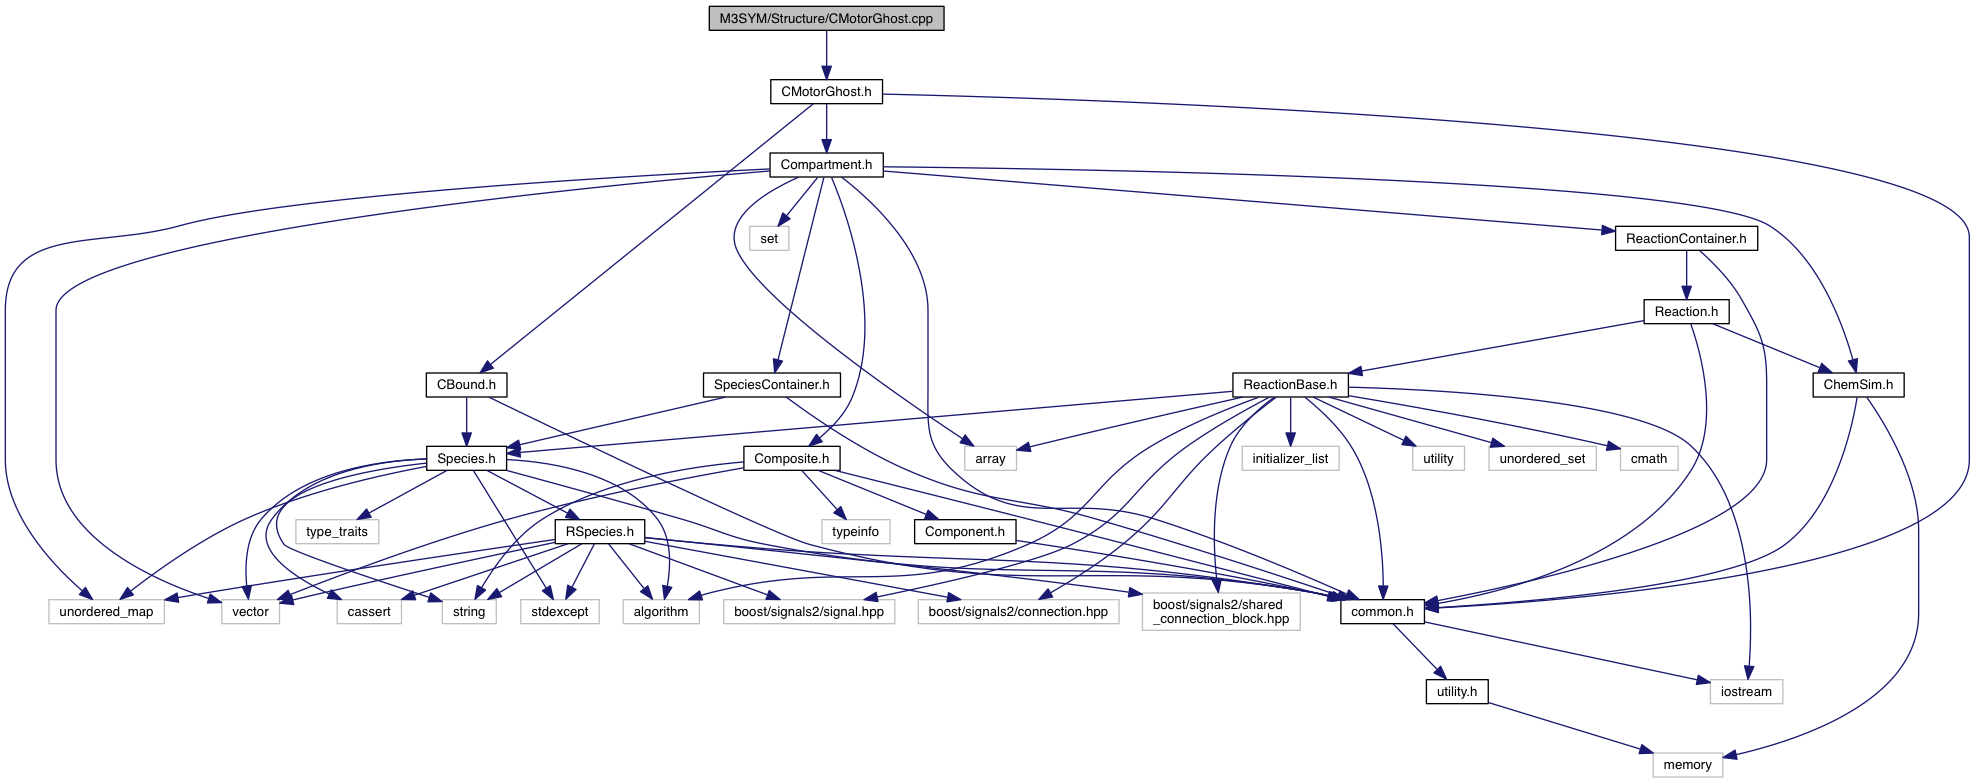 M3SYM/Structure/CMotorGhost.cpp
CMotorGhost.h
Compartment.h
set
ReactionContainer.h
Reaction.h
CBound.h
SpeciesContainer.h
ReactionBase.h
ChemSim.h
Species.h
Composite.h
array
initializer_list
utility
unordered_set
cmath
type_traits
RSpecies.h
typeinfo
Component.h
unordered_map
vector
cassert
string
stdexcept
algorithm
boost/signals2/signal.hpp
boost/signals2/connection.hpp
boost/signals2/shared
_connection_block.hpp
common.h
utility.h
iostream
memory